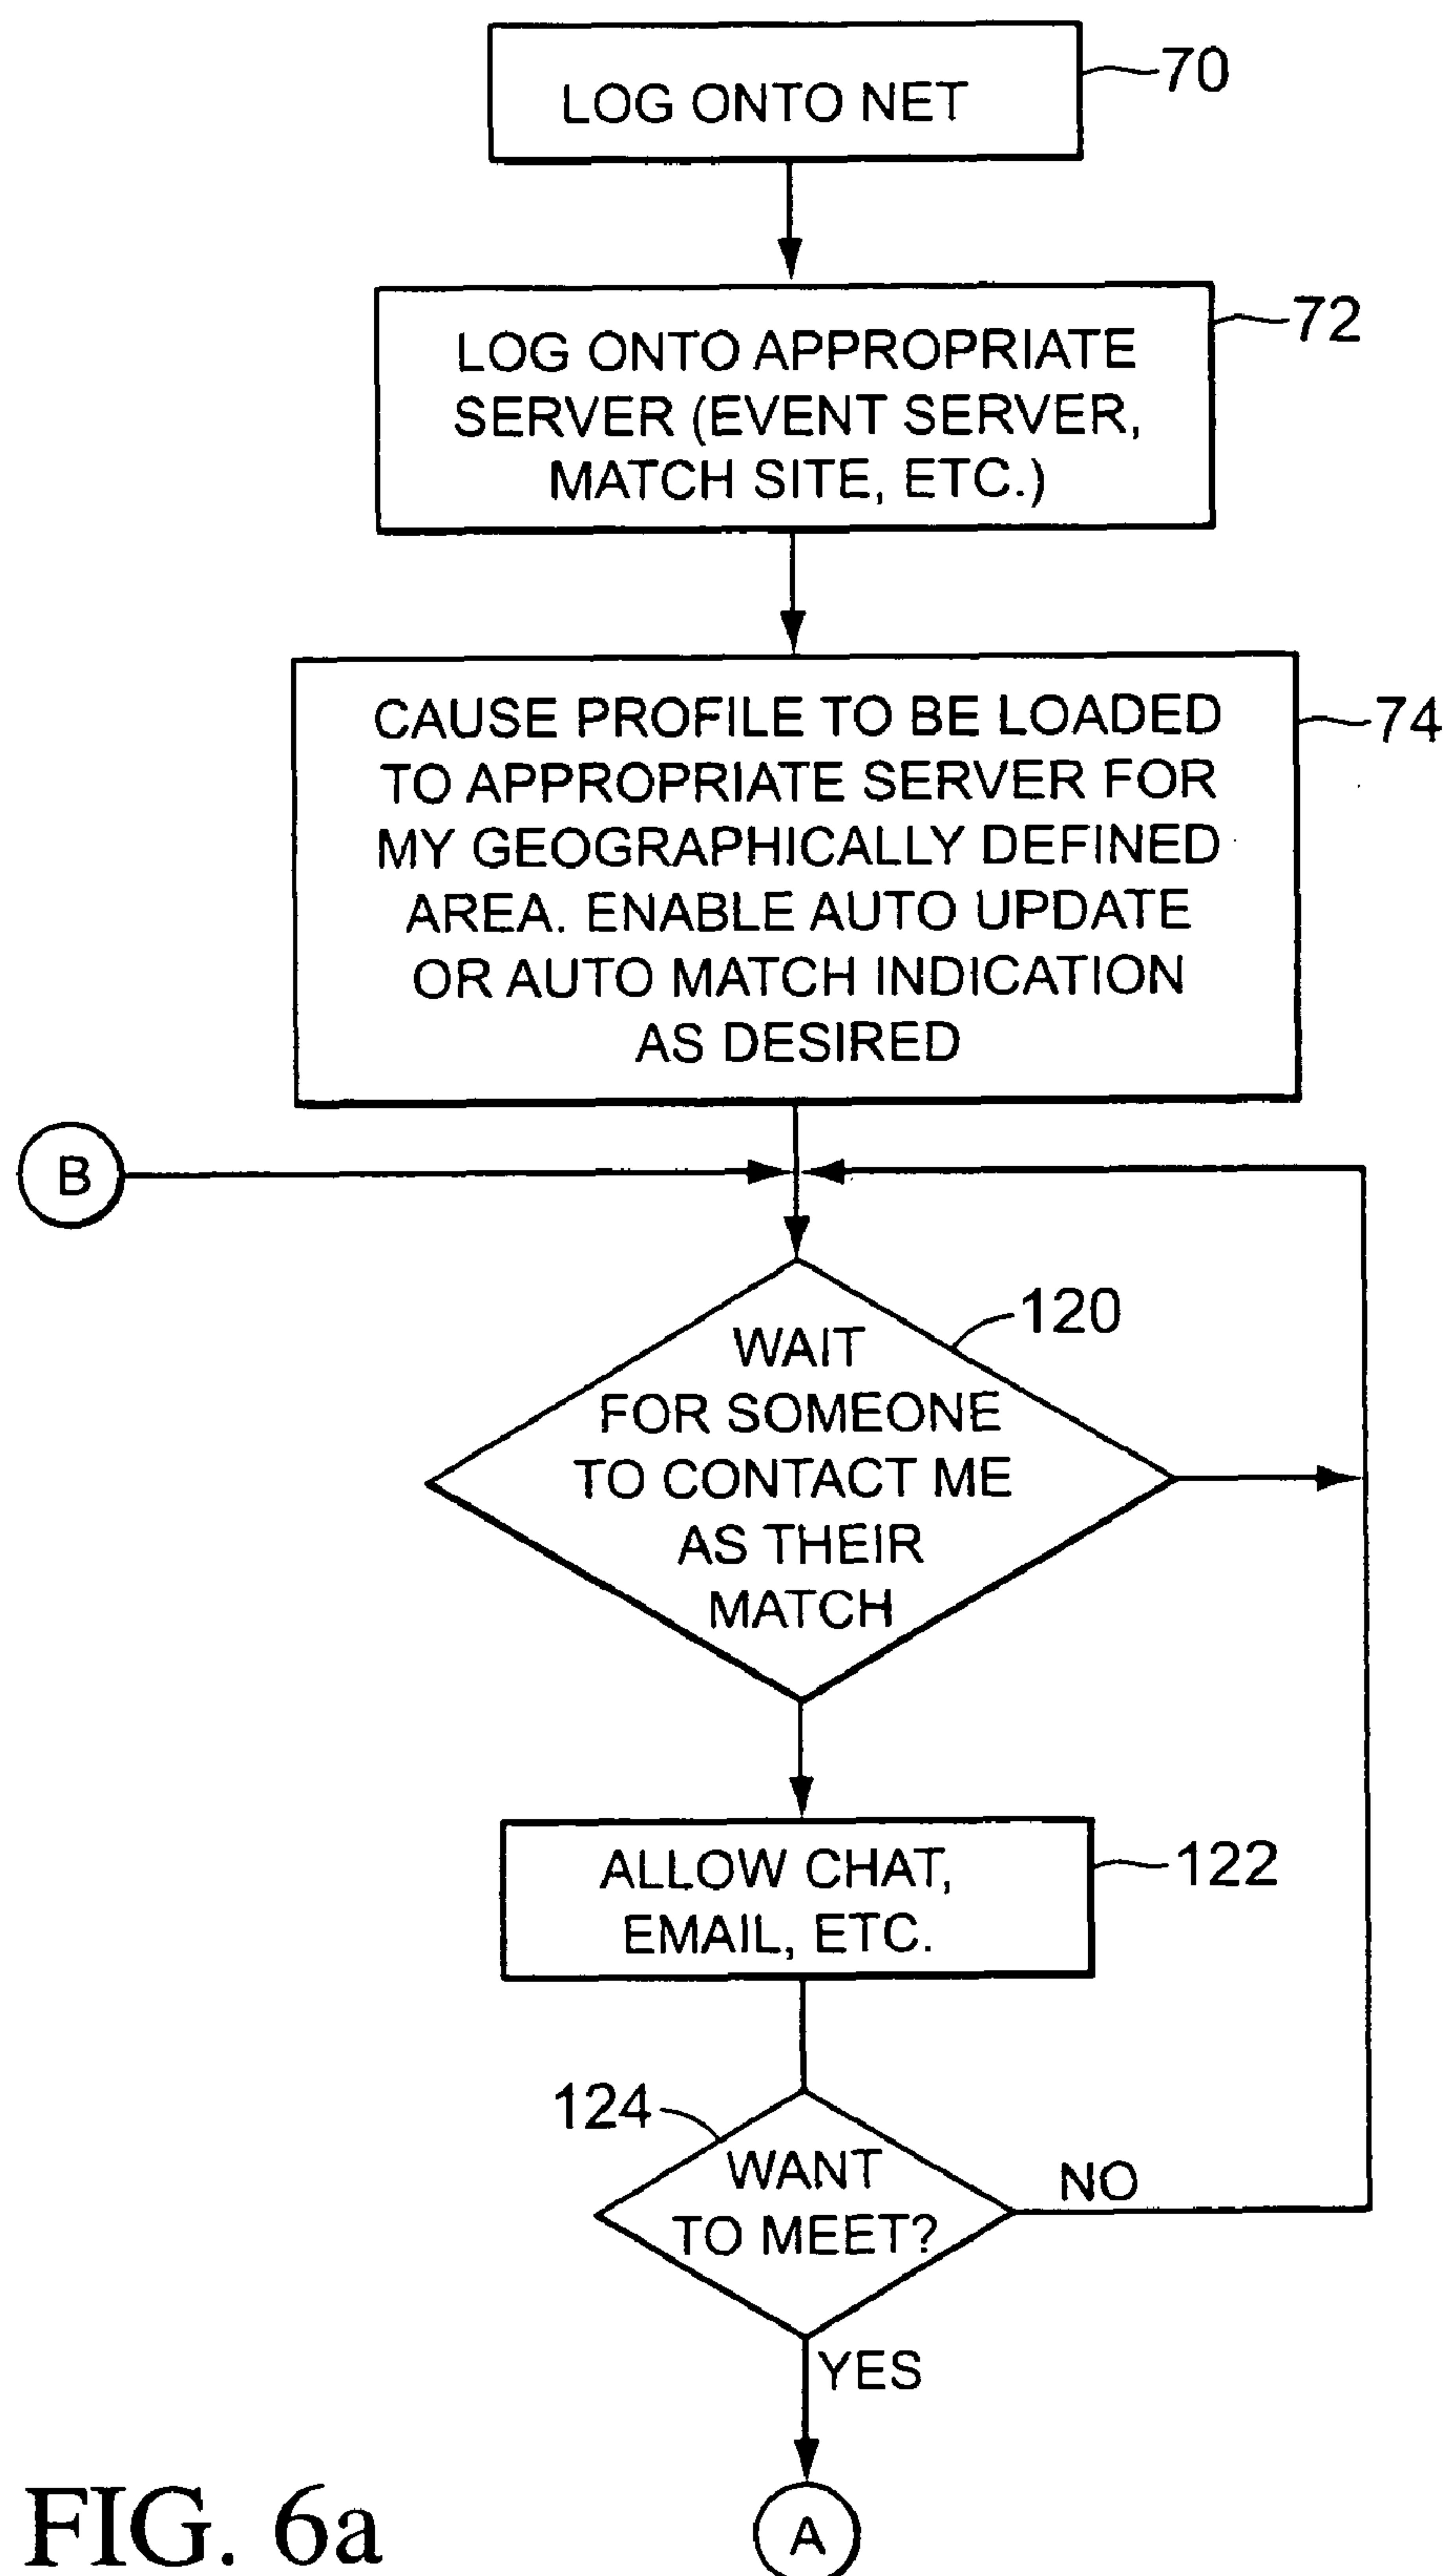 LOG ONTO NET
70
LOG ONTO APPROPRIATE
SERVER (EVENT SERVER,
MATCH SITE, ETC.)
72
CAUSE PROFILE TO BE LOADED
TO APPROPRIATE SERVER FOR
MY GEOGRAPHICALLY DEFINED
AREA. ENABLE AUTO UPDATE
OR AUTO MATCH INDICATION
AS DESIRED
74
B
120
WAIT
FOR SOMEONE
TO CONTACT ME
AS THEIR
MATCH
ALLOW CHAT,
EMAIL, ETC.
122
124
WANT
TO MEET?
NO
YES
A
FIG. 6a